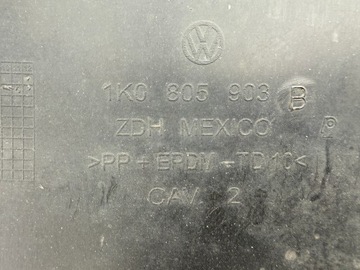 1K0 805 903 B
ZDH MEXICO
>PP+EPDM-TD10<
CAV. 2